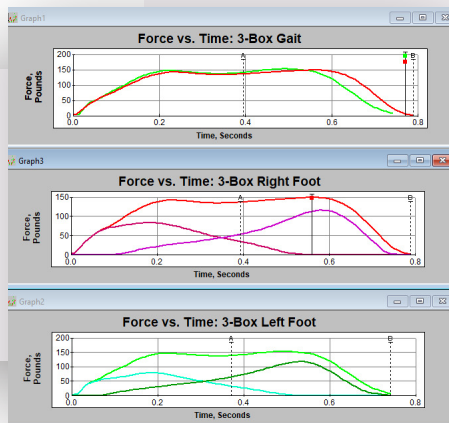 Graph1
Force vs. Time: 3-Box Gait
Force, Pounds
200
150
100
50
0
A
B
0.0 0.2 0.4 0.6 0.8
Time, Seconds
Graph3
Force vs. Time: 3-Box Right Foot
Force, Pounds
150
100
50
0
A
B
0.0 0.2 0.4 0.6 0.8
Time, Seconds
Graph2
Force vs. Time: 3-Box Left Foot
Force, Pounds
200
150
100
50
0
A
0.0 0.2 0.4 0.6 0.8
Time, Seconds